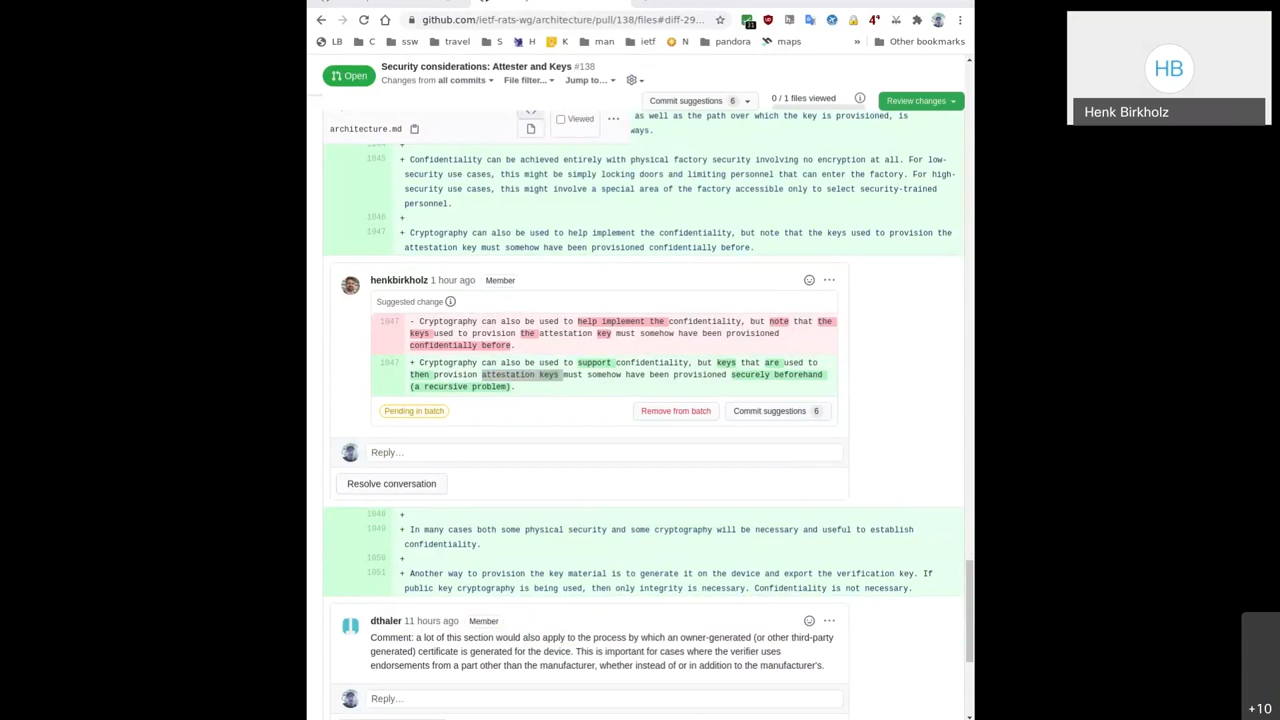 github.com/ietf-rats-wg/architecture/pull/138/files#diff-29...
LB C ssw travel S H K man ietf N pandora maps » Other bookmarks
Open
Security considerations: Attester and Keys #138
Changes from all commits File filter... Jump to...
Commit suggestions 6
0 / 1 files viewed
Review changes
architecture.md
Viewed
as well as the path over which the key is provisioned, is
ways.
1044 +
1045 + Confidentiality can be achieved entirely with physical factory security involving no encryption at all. For low-
security use cases, this might be simply locking doors and limiting personnel that can enter the factory. For high-
security use cases, this might involve a special area of the factory accessible only to select security-trained
personnel.
1046 +
1047 + Cryptography can also be used to help implement the confidentiality, but note that the keys used to provision the
attestation key must somehow have been provisioned confidentially before.
henkbirkholz 1 hour ago Member
Suggested change
1047 - Cryptography can also be used to help implement the confidentiality, but note that the
keys used to provision the attestation key must somehow have been provisioned
confidentially before.
1047 + Cryptography can also be used to support confidentiality, but keys that are used to
then provision attestation keys must somehow have been provisioned securely beforehand
(a recursive problem).
Pending in batch Remove from batch Commit suggestions 6
Reply...
Resolve conversation
1048 +
1049 + In many cases both some physical security and some cryptography will be necessary and useful to establish
confidentiality.
1050 +
1051 + Another way to provision the key material is to generate it on the device and export the verification key. If
public key cryptography is being used, then only integrity is necessary. Confidentiality is not necessary.
dthaler 11 hours ago Member
Comment: a lot of this section would also apply to the process by which an owner-generated (or other third-party
generated) certificate is generated for the device. This is important for cases where the verifier uses
endorsements from a part other than the manufacturer, whether instead of or in addition to the manufacturer's.
Reply...
HB
Henk Birkholz
+10